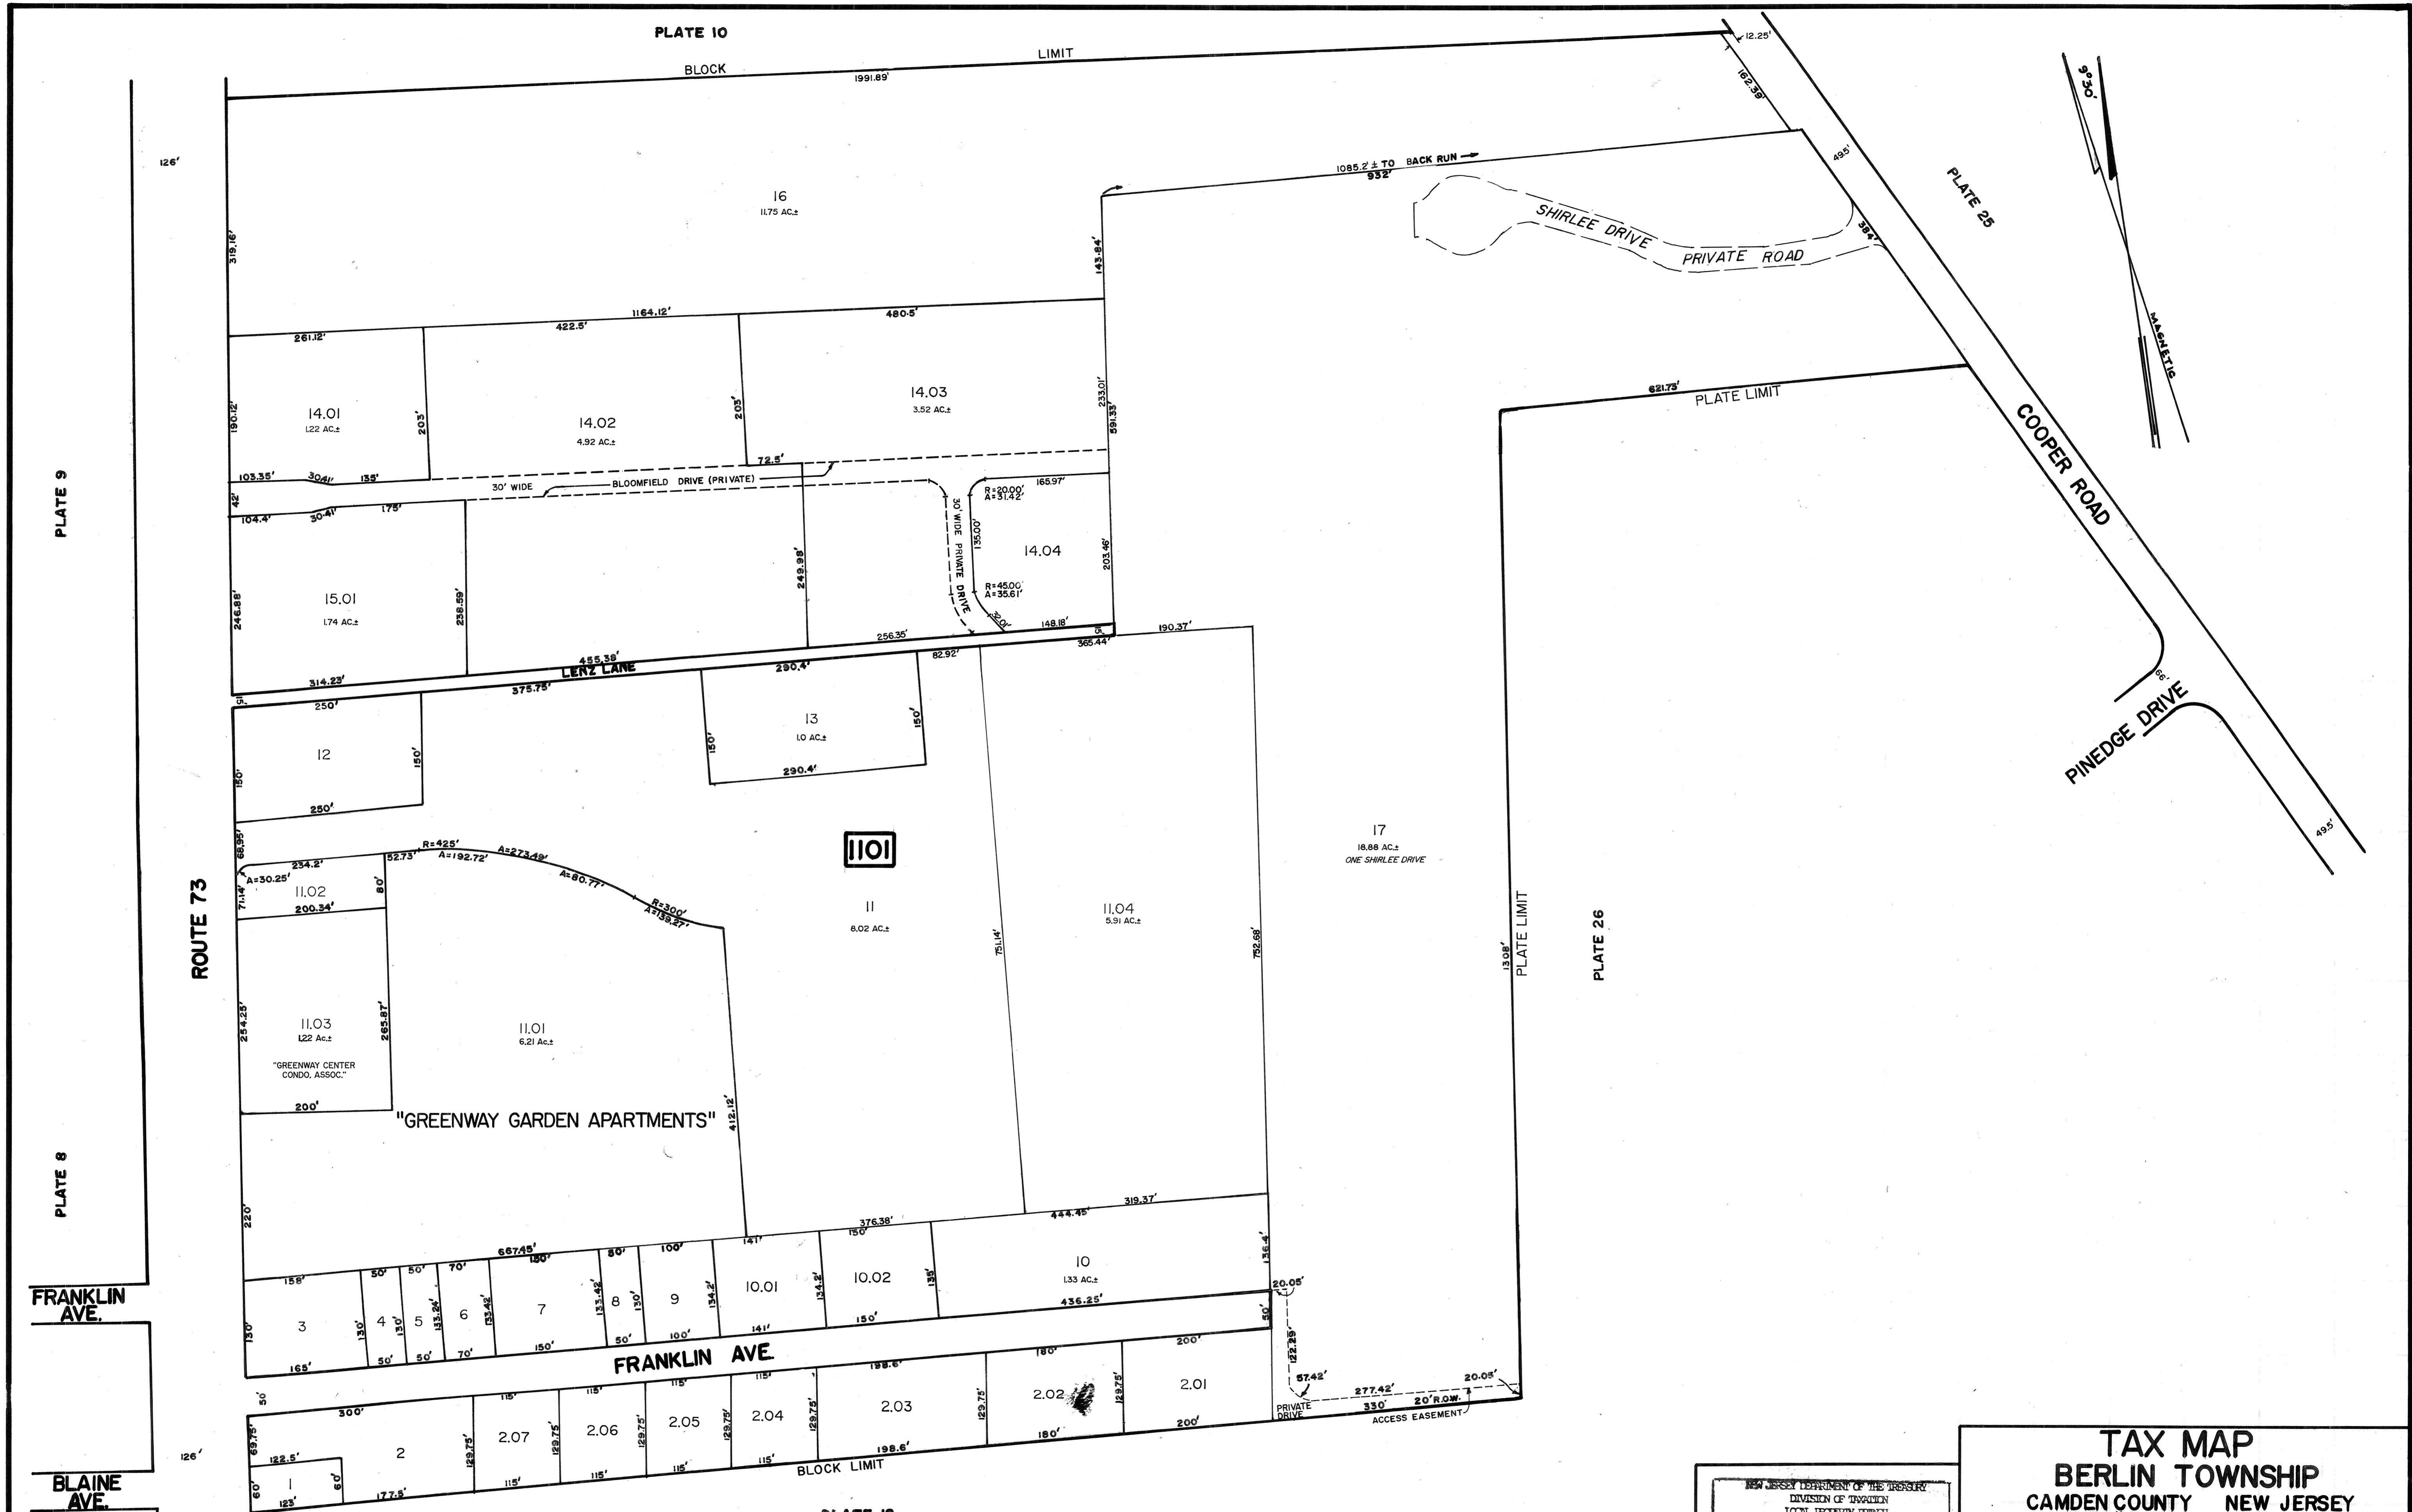 PLATE 10
BLOCK LIMIT
1991.89'
12.25'
162.39'
9°30'
126'
16
11.75 AC.±
319.16'
1085.2' ± TO BACK RUN
932'
49.5'
PLATE 25
SHIRLEE DRIVE
PRIVATE ROAD
384'
143.84'
MAGNETIC
1164.12'
261.12'
422.5'
480.5'
14.01
1.22 AC.±
190.12'
203'
14.02
4.92 AC.±
203'
14.03
3.52 AC.±
233.01'
591.33'
621.73'
PLATE LIMIT
COOPER ROAD
PLATE 9
103.35'
30.41'
135'
72.5'
42'
30' WIDE
BLOOMFIELD DRIVE (PRIVATE)
104.4'
30.41'
175'
R=20.00'
A=31.42'
165.97'
30' WIDE PRIVATE DRIVE
135.00'
14.04
203.46'
R=45.00'
A=35.61'
32.01'
249.98'
15.01
1.74 AC.±
246.88'
238.59'
148.18'
15'
190.37'
256.35'
365.44'
82.92'
455.38'
LENZ LANE
290.4'
314.23'
375.75'
15'
250'
12
150'
150'
250'
13
1.0 AC.±
150'
150'
290.4'
66'
PINEDGE DRIVE
49.5'
68.95'
R=425'
A=273.49'
234.2'
52.73'
A=192.72'
A=80.77'
A=30.25'
11.02
80'
71.14'
200.34'
R=300'
A=139.27'
1101
17
18.88 AC.±
ONE SHIRLEE DRIVE
11
8.02 AC.±
11.04
5.91 AC.±
751.14'
752.68'
1308'
PLATE LIMIT
PLATE 26
ROUTE 73
11.03
1.22 Ac.±
254.25'
265.87'
"GREENWAY CENTER
CONDO, ASSOC."
200'
11.01
6.21 Ac.±
"GREENWAY GARDEN APARTMENTS"
412.12'
PLATE 8
220'
319.37'
376.38'
444.45'
667.45'
158'
50'
50'
70'
150'
50'
100'
141'
150'
3
4
5
6
7
8
9
10.01
10.02
10
1.33 AC.±
130'
130'
130'
133.24'
133.42'
133.42'
130'
134.2'
134.2'
135'
136.4'
165'
50'
50'
70'
150'
50'
100'
141'
150'
436.25'
50'
20.05'
FRANKLIN
AVE.
FRANKLIN AVE.
122.29'
57.42'
277.42'
20.05'
330'
20' R.O.W.
PRIVATE
DRIVE
ACCESS EASEMENT
50'
300'
115'
115'
115'
115'
198.6'
180'
200'
69.75'
122.5'
1
60'
60'
123'
2
177.5'
129.75'
2.07
129.75'
2.06
129.75'
2.05
129.75'
2.04
129.75'
2.03
129.75'
2.02
129.75'
2.01
115'
115'
115'
115'
198.6'
180'
200'
BLOCK LIMIT
126'
BLAINE
AVE.
NEW JERSEY DEPARTMENT OF THE TREASURY
DIVISION OF TAXATION
TAX MAP
BERLIN TOWNSHIP
CAMDEN COUNTY NEW JERSEY